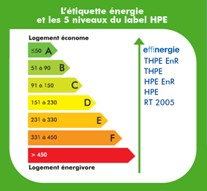 L'étiquette énergie
et les 5 niveaux du label HPE
Logement économe
≤50 A
51 à 90 B
91 à 150 C
151 à 230 D
231 à 330 E
331 à 450 F
> 450 G
Logement énergivore
effinergie
THPE EnR
THPE
HPE EnR
HPE
RT 2005